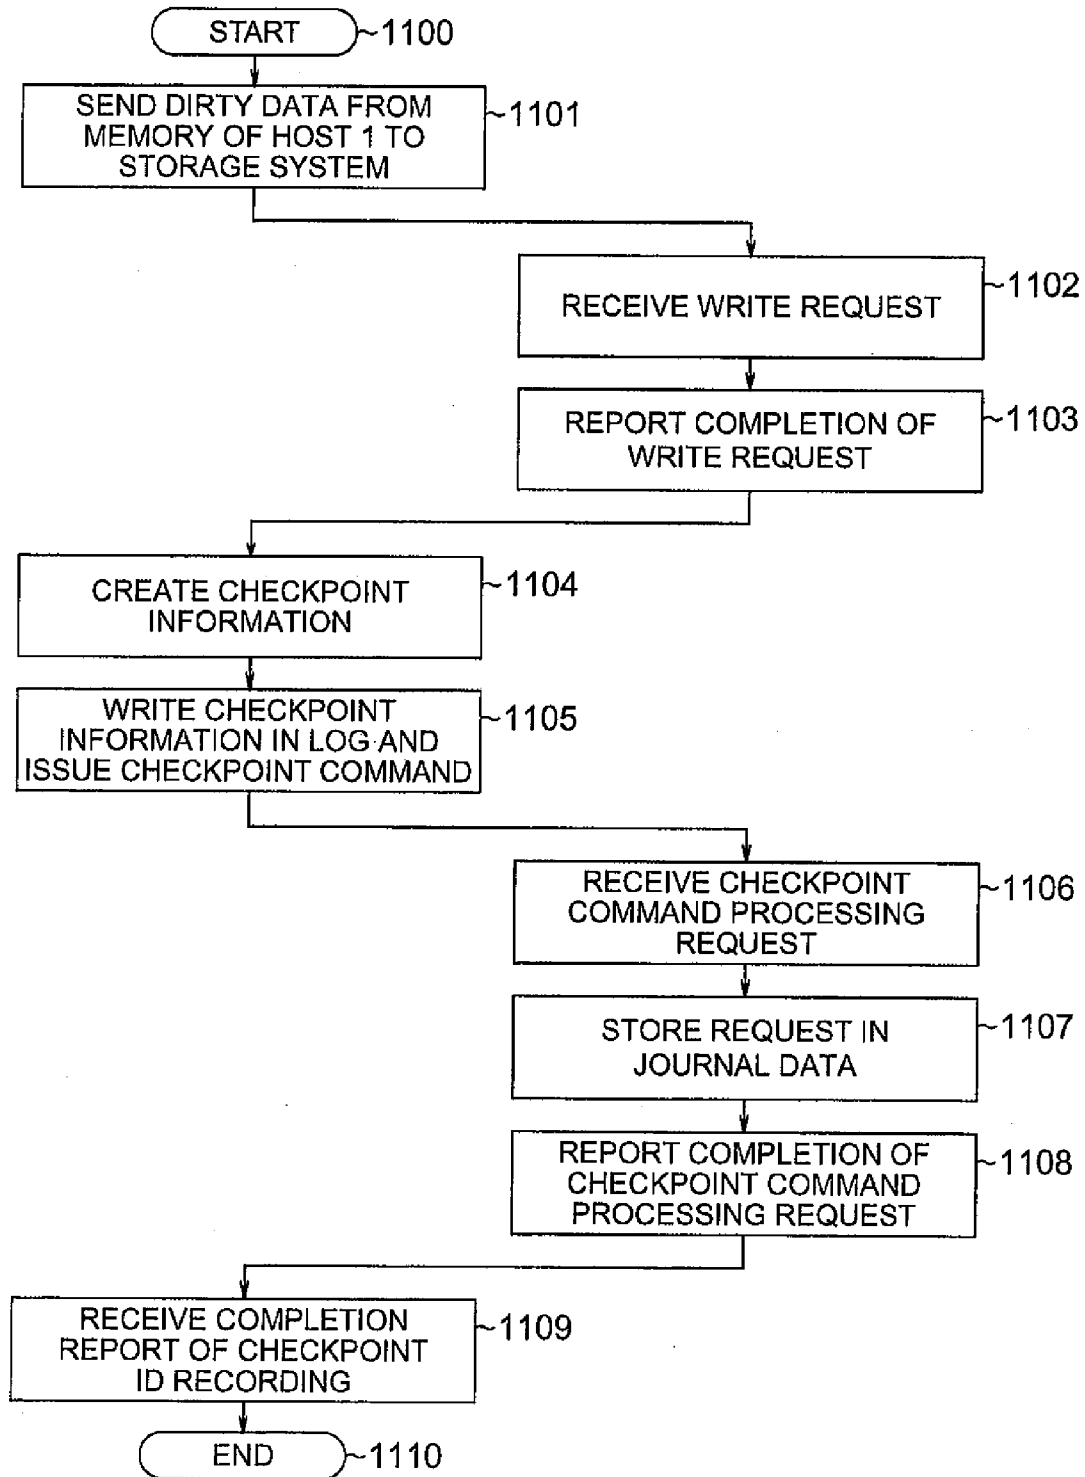 START
~1100
SEND DIRTY DATA FROM
MEMORY OF HOST 1 TO
STORAGE SYSTEM
~1101
RECEIVE WRITE REQUEST
~1102
REPORT COMPLETION OF
WRITE REQUEST
~1103
CREATE CHECKPOINT
INFORMATION
~1104
WRITE CHECKPOINT
INFORMATION IN LOG AND
ISSUE CHECKPOINT COMMAND
~1105
RECEIVE CHECKPOINT
COMMAND PROCESSING
REQUEST
~1106
STORE REQUEST IN
JOURNAL DATA
~1107
REPORT COMPLETION OF
CHECKPOINT COMMAND
PROCESSING REQUEST
~1108
RECEIVE COMPLETION
REPORT OF CHECKPOINT
ID RECORDING
~1109
END
~1110